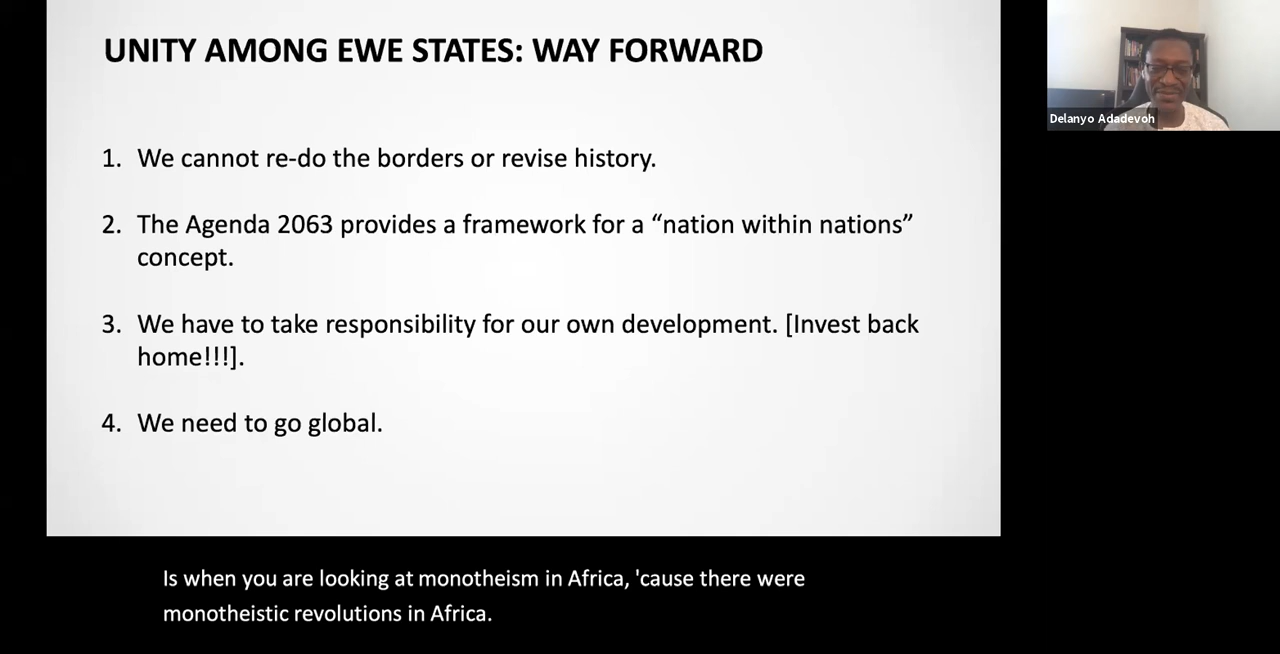 UNITY AMONG EWE STATES: WAY FORWARD
1. We cannot re-do the borders or revise history.
2. The Agenda 2063 provides a framework for a “nation within nations”
concept.
3. We have to take responsibility for our own development. [Invest back
home!!!].
4. We need to go global.
Delanyo Adadevoh
Is when you are looking at monotheism in Africa, 'cause there were
monotheistic revolutions in Africa.